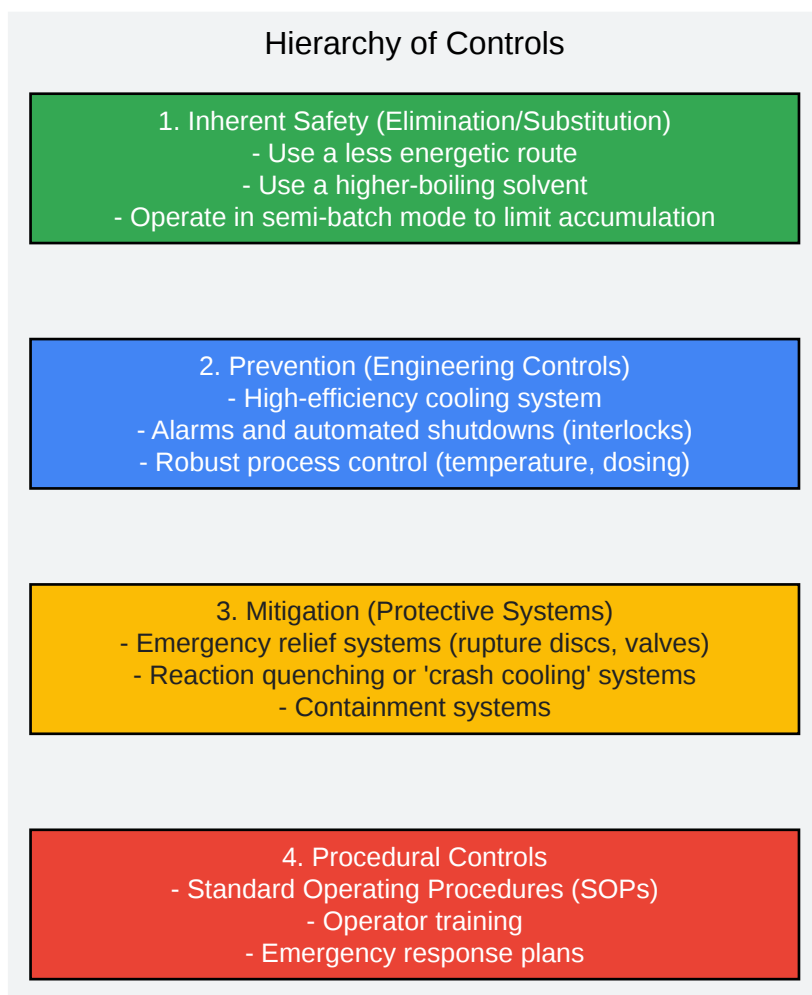 Hierarchy of Controls
1. Inherent Safety (Elimination/Substitution)
- Use a less energetic route
- Use a higher-boiling solvent
- Operate in semi-batch mode to limit accumulation
2. Prevention (Engineering Controls)
- High-efficiency cooling system
- Alarms and automated shutdowns (interlocks)
- Robust process control (temperature, dosing)
3. Mitigation (Protective Systems)
- Emergency relief systems (rupture discs, valves)
- Reaction quenching or 'crash cooling' systems
- Containment systems
4. Procedural Controls
- Standard Operating Procedures (SOPs)
- Operator training
- Emergency response plans